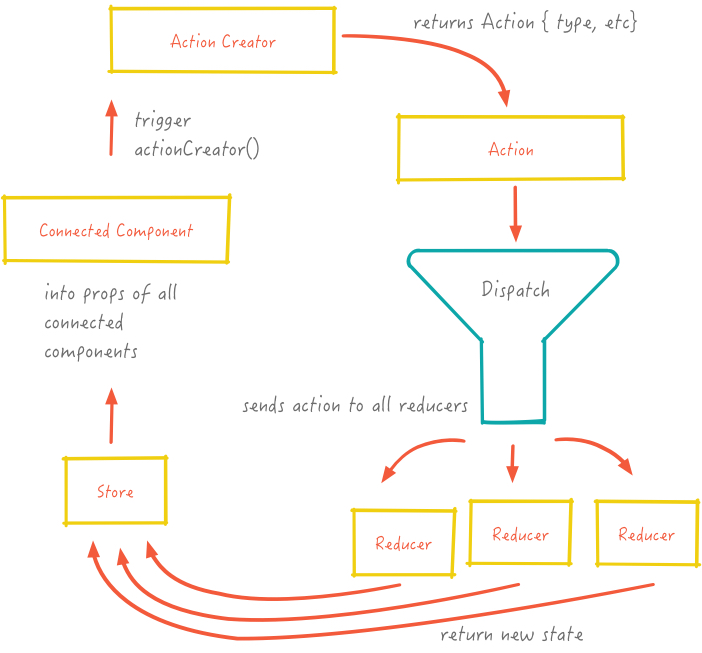 returns Action { type, etc}
Action Creator
trigger
actionCreator()
Action
Connected Component
Dispatch
into props of all
connected
components
sends action to all reducers
Store
Reducer
Reducer
Reducer
return new state